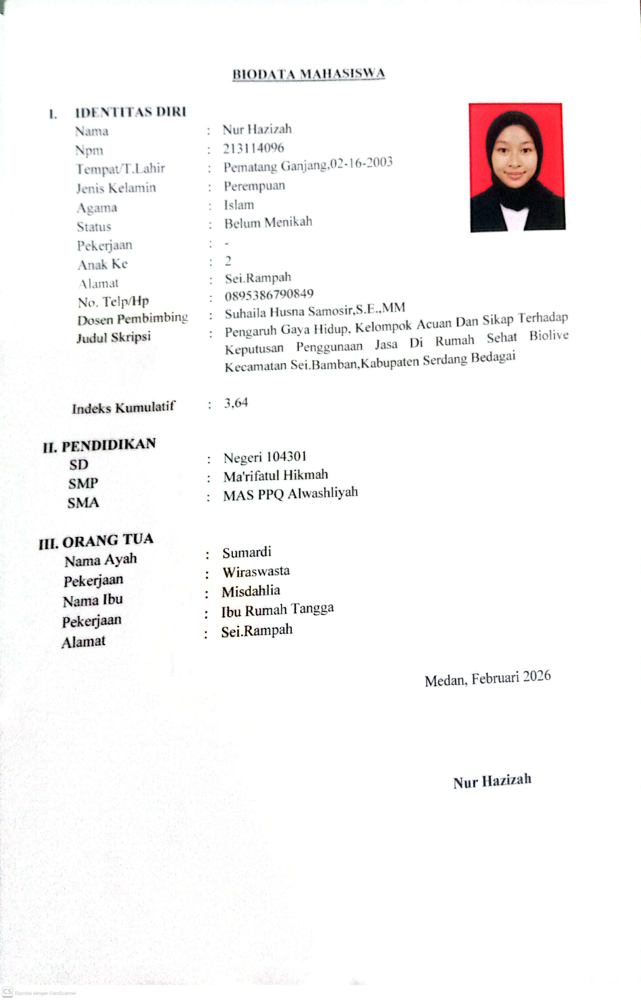 BIODATA MAHASISWA
I. IDENTITAS DIRI
Nama : Nur Hazizah
Npm : 213114096
Tempat/T.Lahir : Pematang Ganjang,02-16-2003
Jenis Kelamin : Perempuan
Agama : Islam
Status : Belum Menikah
Pekerjaan : -
Anak Ke : 2
Alamat : Sei.Rampah
No. Telp/Hp : 0895386790849
Dosen Pembimbing : Suhaila Husna Samosir,S.E.,MM
Judul Skripsi : Pengaruh Gaya Hidup, Kelompok Acuan Dan Sikap Terhadap
Keputusan Penggunaan Jasa Di Rumah Sehat Biolive
Kecamatan Sei.Bamban,Kabupaten Serdang Bedagai
Indeks Kumulatif : 3,64
II. PENDIDIKAN
SD : Negeri 104301
SMP : Ma'rifatul Hikmah
SMA : MAS PPQ Alwashliyah
III. ORANG TUA
Nama Ayah : Sumardi
Pekerjaan : Wiraswasta
Nama Ibu : Misdahlia
Pekerjaan : Ibu Rumah Tangga
Alamat : Sei.Rampah
Medan, Februari 2026
Nur Hazizah
CS Dipindai dengan CamScanner